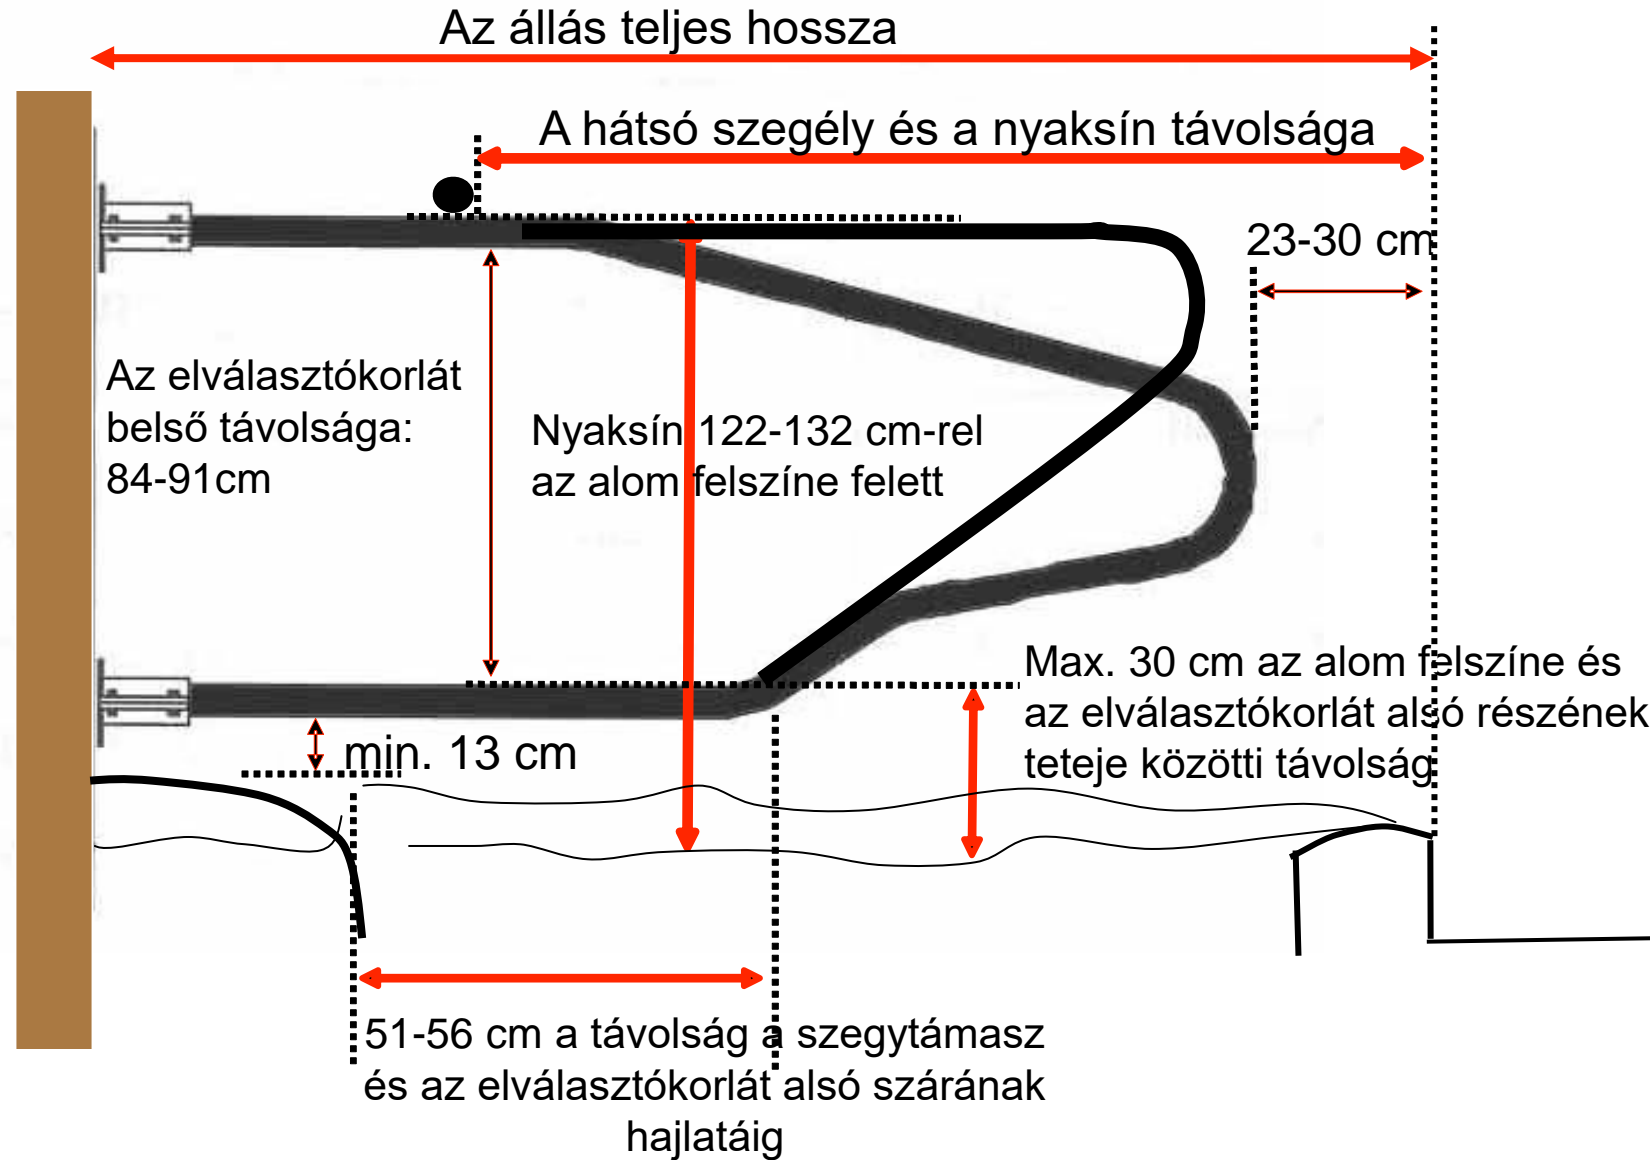 Az állás teljes hossza
A hátsó szegély és a nyaksín távolsága
23-30 cm
Az elválasztókorlát
belső távolsága:
84-91cm
Nyaksín 122-132 cm-rel
az alom felszíne felett
Max. 30 cm az alom felszíne és
az elválasztókorlát alsó részének
teteje közötti távolság
min. 13 cm
51-56 cm a távolság a szegytámasz
és az elválasztókorlát alsó szárának
hajlatáig